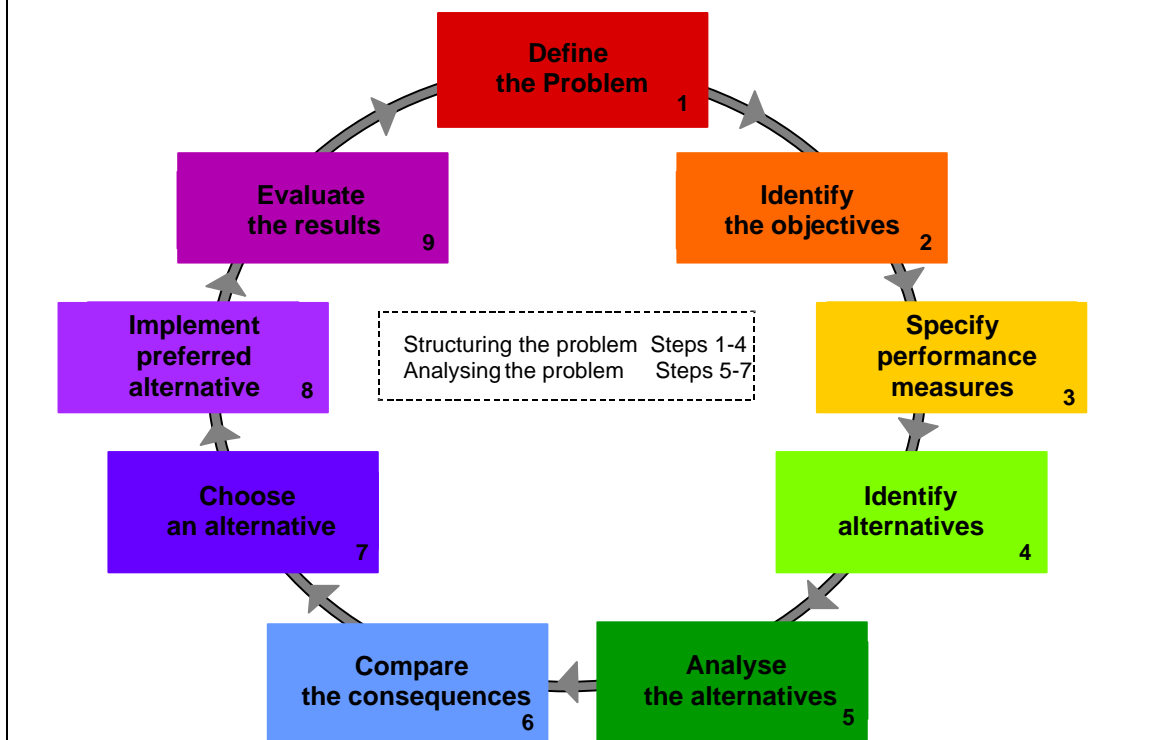 Define
the Problem
1
Identify
the objectives
2
Specify
performance
measures
3
Identify
alternatives
4
Analyse
the alternatives
5
Compare
the consequences
6
Choose
an alternative
7
Implement
preferred
alternative
8
Evaluate
the results
9
Structuring the problem Steps 1-4
Analysing the problem Steps 5-7